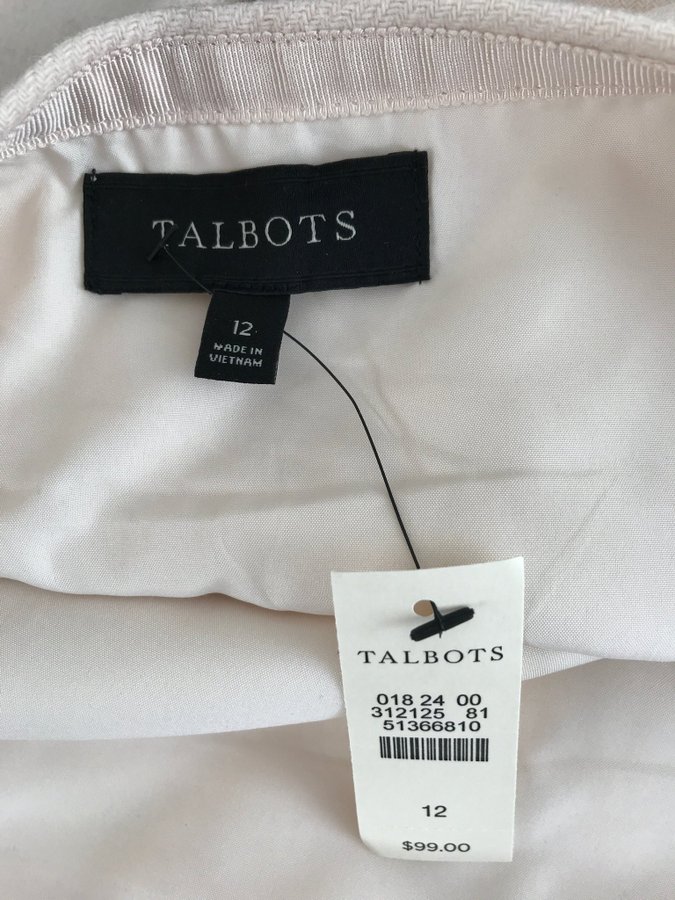 TALBOTS
12
MADE IN
VIETNAM
TALBOTS
018 24 00
312125 81
51366810
12
$99.00